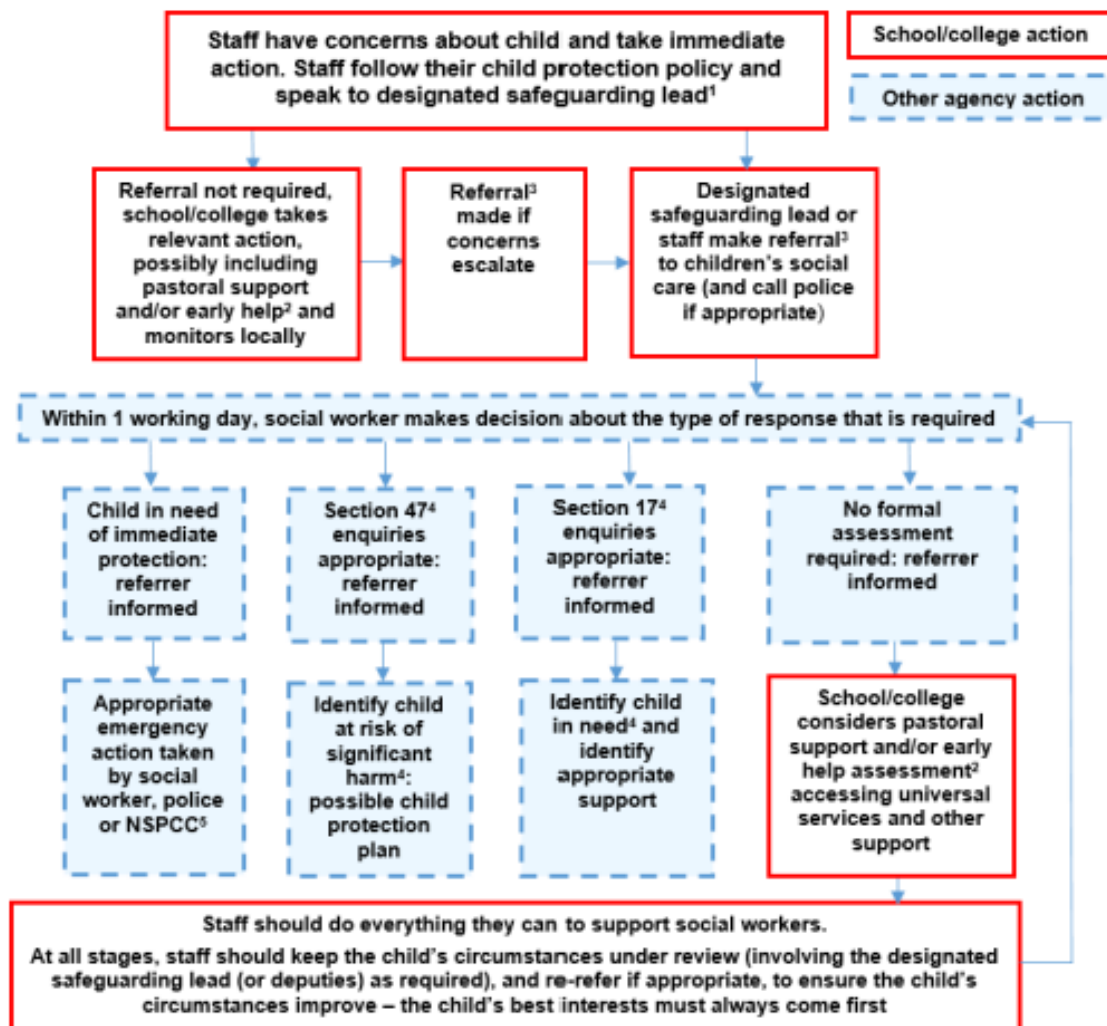 Staff have concerns about child and take immediate
action. Staff follow their child protection policy and
speak to designated safeguarding lead¹
School/college action
Other agency action
Referral not required,
school/college takes
relevant action,
possibly including
pastoral support
and/or early help² and
monitors locally
Referral³
made if
concerns
escalate
Designated
safeguarding lead or
staff make referral³
to children's social
care (and call police
if appropriate)
Within 1 working day, social worker makes decision about the type of response that is required
Child in need
of immediate
protection:
referrer
informed
Section 47⁴
enquiries
appropriate:
referrer
informed
Section 17⁴
enquiries
appropriate:
referrer
informed
No formal
assessment
required: referrer
informed
Appropriate
emergency
action taken
by social
worker, police
or NSPCC⁵
Identify child
at risk of
significant
harm⁴:
possible child
protection
plan
Identify child
in need⁴ and
identify
appropriate
support
School/college
considers pastoral
support and/or early
help assessment²
accessing universal
services and other
support
Staff should do everything they can to support social workers.
At all stages, staff should keep the child's circumstances under review (involving the designated
safeguarding lead (or deputies) as required), and re-refer if appropriate, to ensure the child's
circumstances improve – the child's best interests must always come first